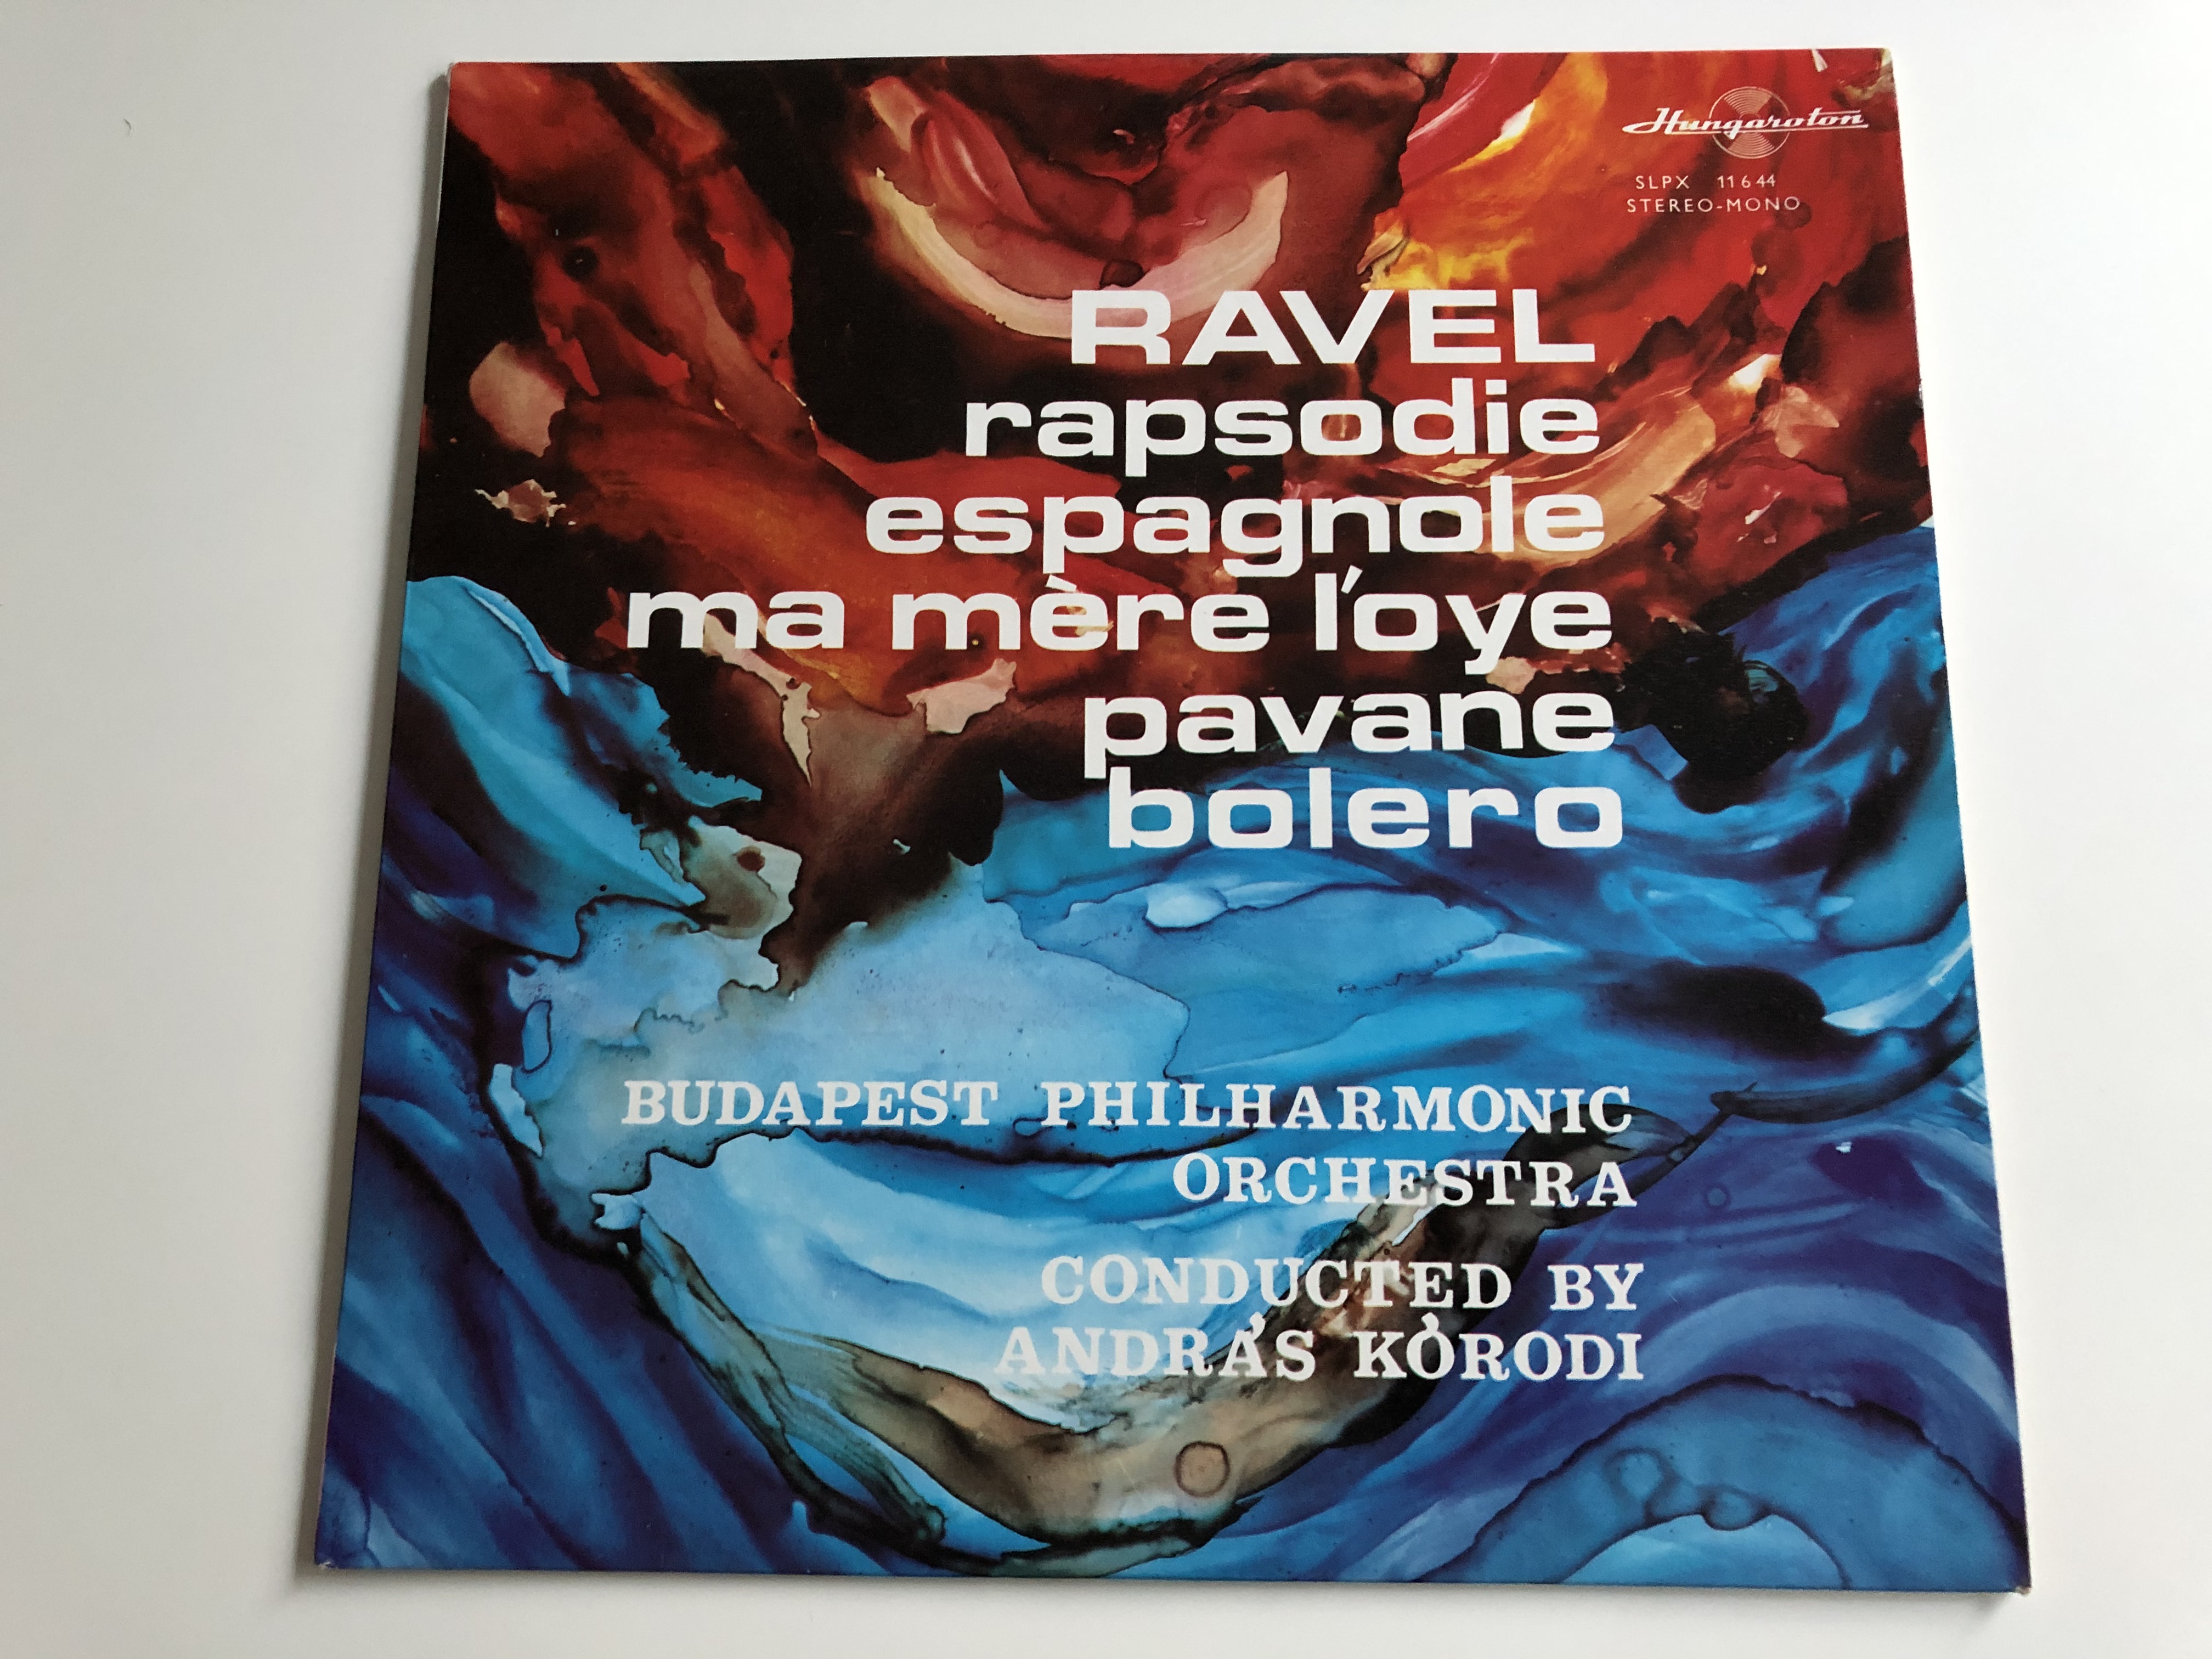 Hungaroton
SLPX 11644
STEREO-MONO
RAVEL
rapsodie
espagnole
ma mère l'oye
pavane
bolero
BUDAPEST PHILHARMONIC
ORCHESTRA
CONDUCTED BY
ANDRÁS KÒRODI